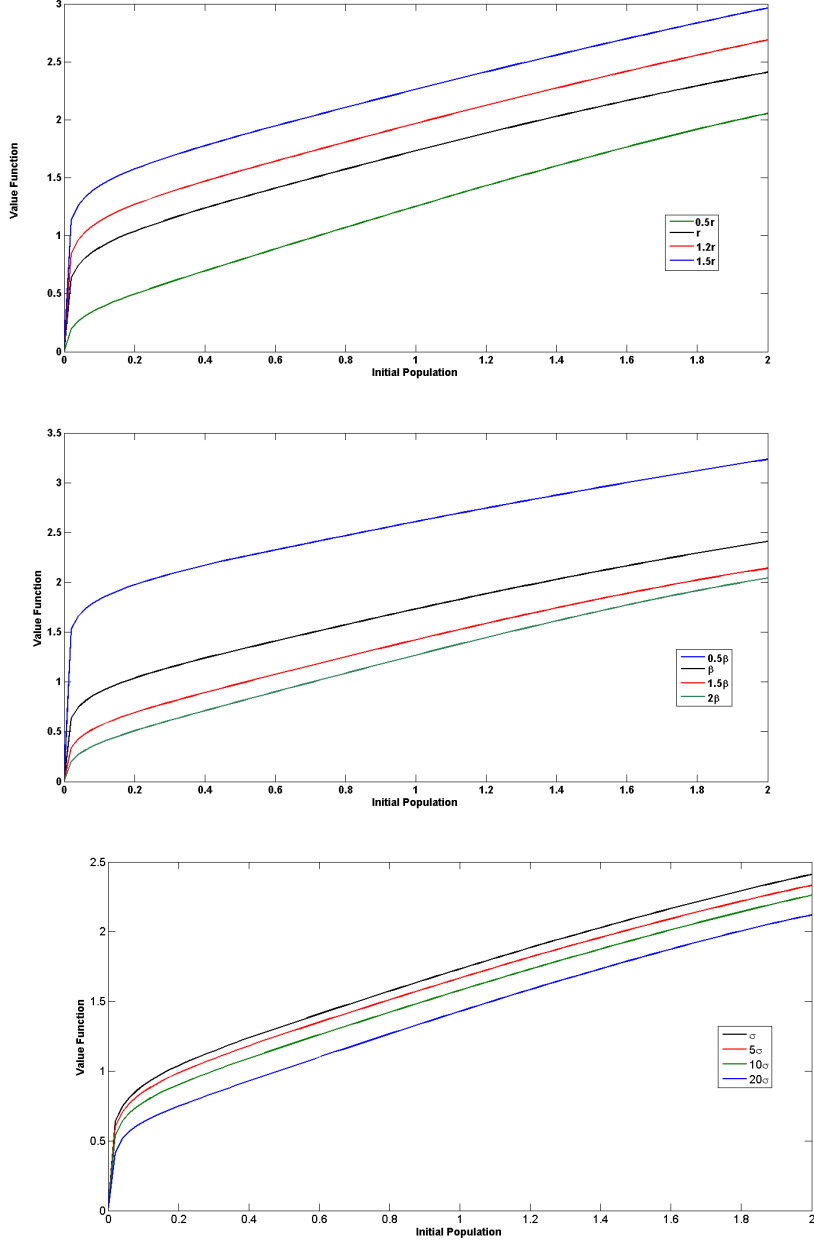 3
2.5
2
1.5
1
0.5
0
Value Function
0.5r
r
1.2r
1.5r
0 0.2 0.4 0.6 0.8 1 1.2 1.4 1.6 1.8 2
Initial Population
3.5
3
2.5
2
1.5
1
0.5
0
Value Function
0.5β
β
1.5β
2β
0 0.2 0.4 0.6 0.8 1 1.2 1.4 1.6 1.8 2
Initial Population
2.5
2
1.5
1
0.5
0
Value Function
σ
5σ
10σ
20σ
0 0.2 0.4 0.6 0.8 1 1.2 1.4 1.6 1.8 2
Initial Population